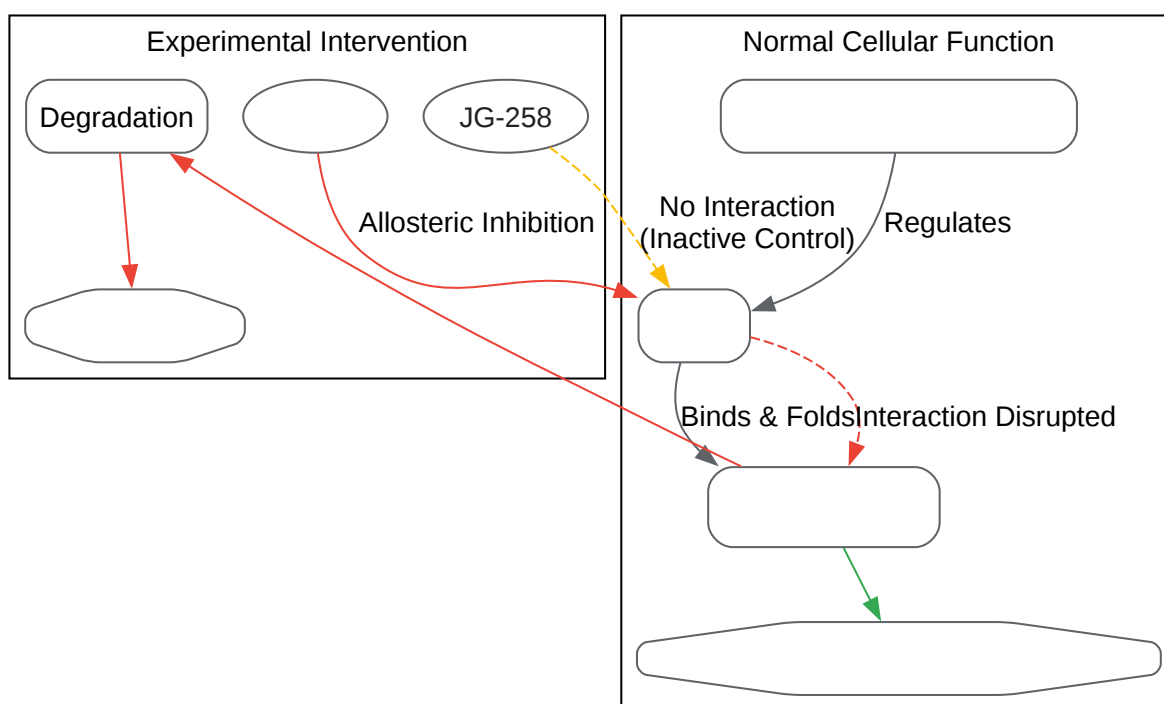 Experimental Intervention
Normal Cellular Function
Degradation
JG-258
Allosteric Inhibition
No Interaction
(Inactive Control)
Regulates
Binds & Folds
Interaction Disrupted